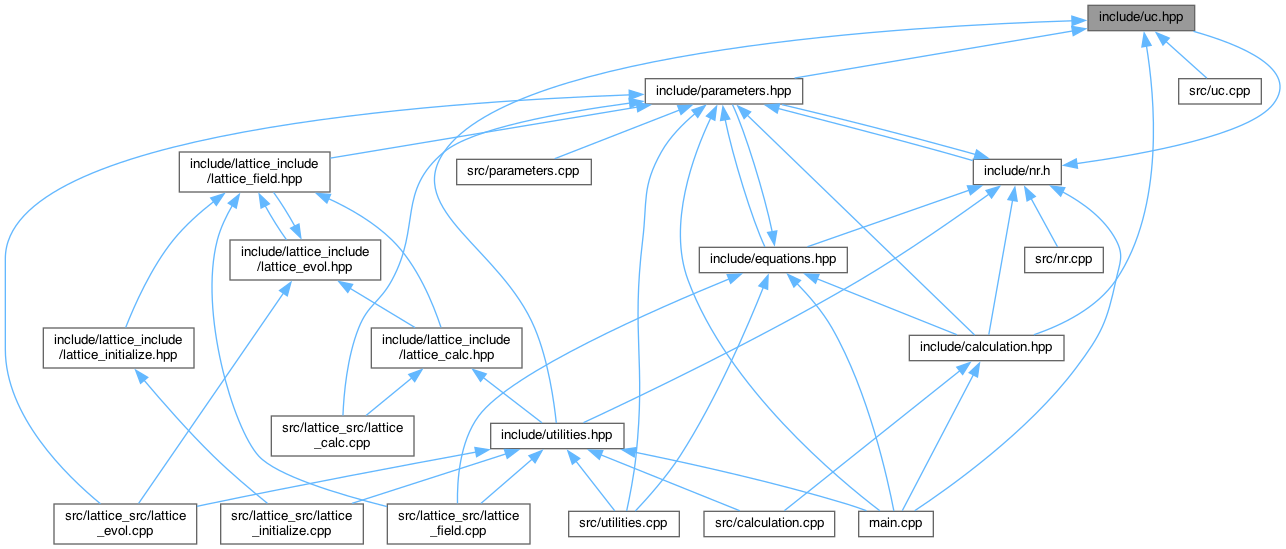 include/uc.hpp
include/parameters.hpp
src/uc.cpp
include/lattice_include
/lattice_field.hpp
src/parameters.cpp
include/nr.h
include/lattice_include
/lattice_evol.hpp
include/equations.hpp
src/nr.cpp
include/lattice_include
/lattice_initialize.hpp
include/lattice_include
/lattice_calc.hpp
include/calculation.hpp
src/lattice_src/lattice
_calc.cpp
include/utilities.hpp
src/lattice_src/lattice
_evol.cpp
src/lattice_src/lattice
_initialize.cpp
src/lattice_src/lattice
_field.cpp
src/utilities.cpp
src/calculation.cpp
main.cpp